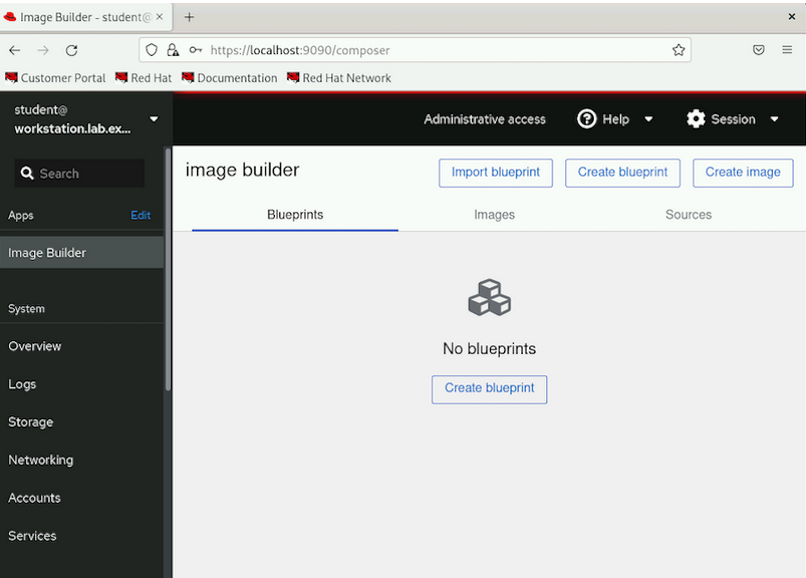 Image Builder - student@
https://localhost:9090/composer
Customer Portal Red Hat Documentation Red Hat Network
student@
workstation.lab.ex...
Administrative access Help Session
Search
image builder Import blueprint Create blueprint Create image
Apps Edit
Blueprints Images Sources
Image Builder
System
No blueprints
Overview
Create blueprint
Logs
Storage
Networking
Accounts
Services